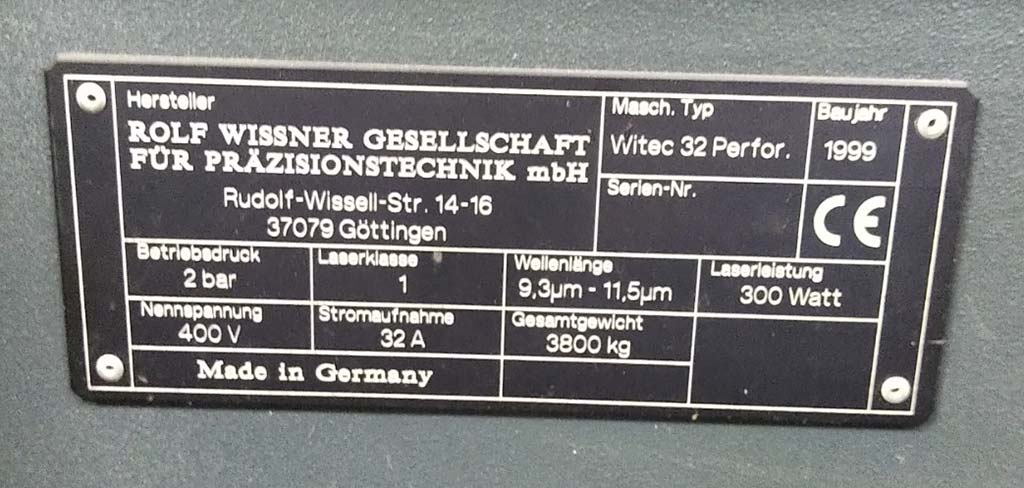 Hersteller
ROLF WISSNER GESELLSCHAFT
FÜR PRÄZISIONSTECHNIK mbH
Rudolf-Wissell-Str. 14-16
37079 Göttingen
Masch. Typ
Witec 32 Perfor.
Baujahr
1999
Serien-Nr.
CE
Betriebsdruck
2 bar
Laserklasse
1
Wellenlänge
9,3µm - 11,5µm
Laserleistung
300 Watt
Nennspannung
400 V
Stromaufnahme
32 A
Gesamtgewicht
3800 kg
Made in Germany